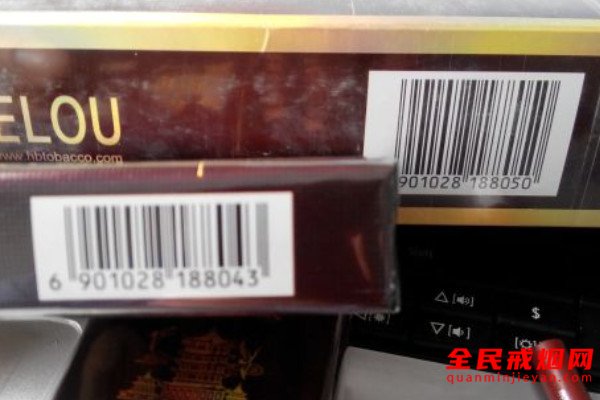 ELOU
www.hbtobacco.com
901028 188050
6 901028 188043
$
全民戒烟网
quanminjieyan.com